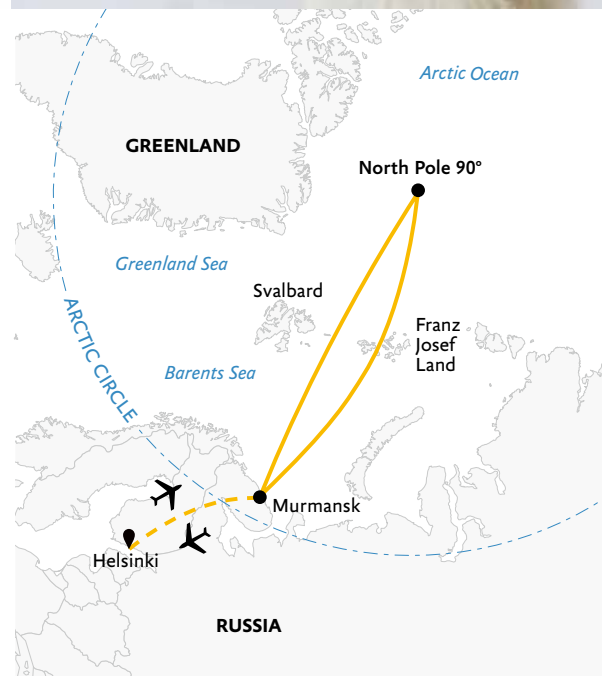 Arctic Ocean
GREENLAND
North Pole 90°
Greenland Sea
Svalbard
Franz
Josef
Land
ARCTIC CIRCLE
Barents Sea
Murmansk
Helsinki
RUSSIA